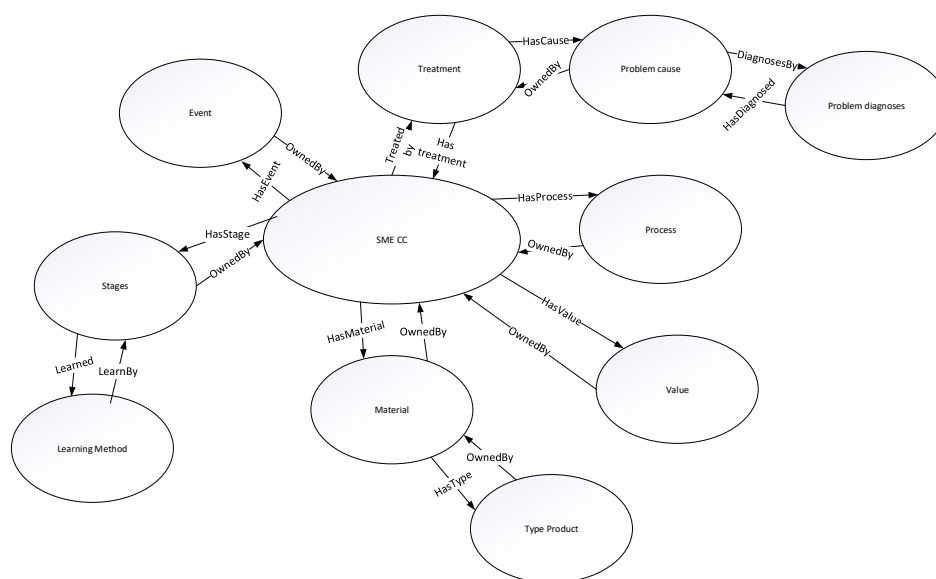 Treatment
HasCause
Problem cause
OwnedBy
DiagnosesBy
HasDiagnosed
Problem diagnoses
Event
OwnedBy
HasEvent
Treated
by
Has
treatment
SME CC
HasProcess
Process
OwnedBy
HasStage
OwnedBy
Stages
HasValue
OwnedBy
Value
HasMaterial
OwnedBy
Learned
LearnBy
Material
Learning Method
OwnedBy
HasType
Type Product